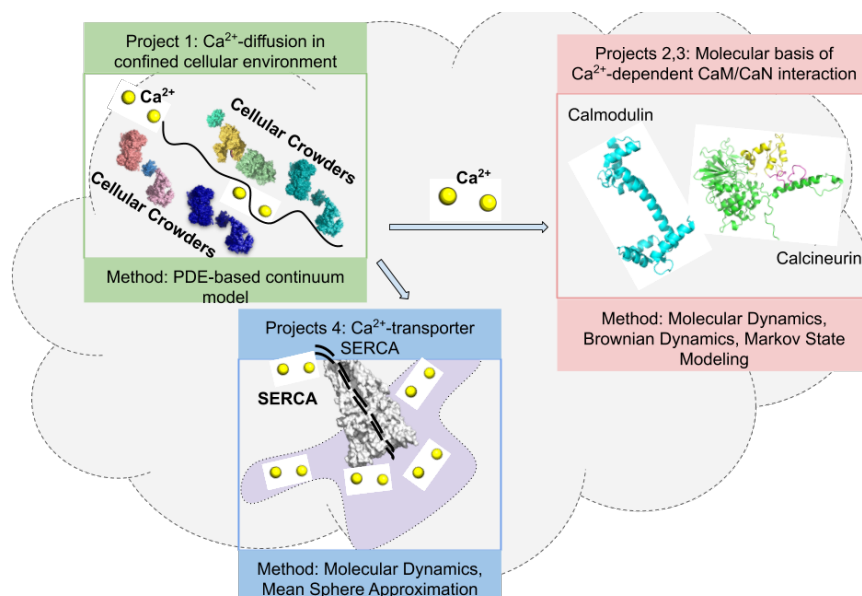 Project 1: Ca²⁺-diffusion in
confined cellular environment
Ca²⁺
Cellular Crowders
Cellular Crowders
Method: PDE-based continuum
model
Ca²⁺
Projects 2,3: Molecular basis of
Ca²⁺-dependent CaM/CaN interaction
Calmodulin
Calcineurin
Method: Molecular Dynamics,
Brownian Dynamics, Markov State
Modeling
Projects 4: Ca²⁺-transporter
SERCA
SERCA
Method: Molecular Dynamics,
Mean Sphere Approximation